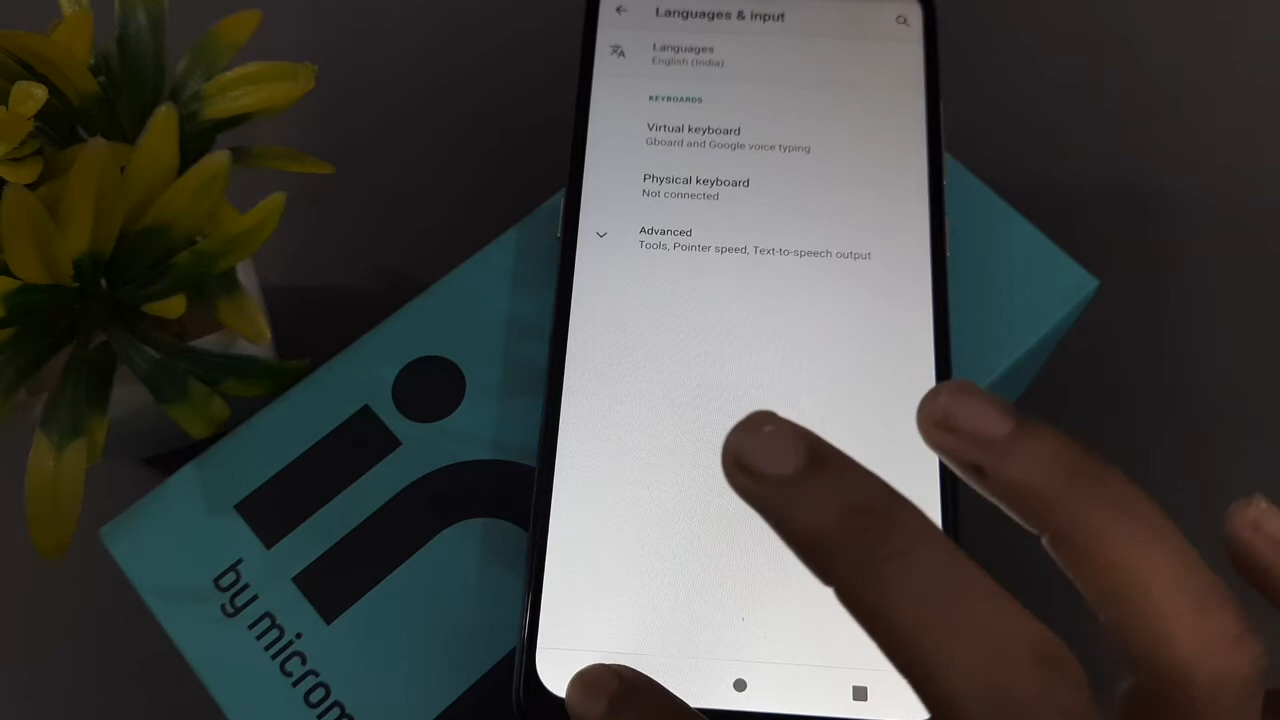 Languages & input
Languages
English (India)
KEYBOARDS
Virtual keyboard
Gboard and Google voice typing
Physical keyboard
Not connected
Advanced
Tools, Pointer speed, Text-to-speech output
in
by microm